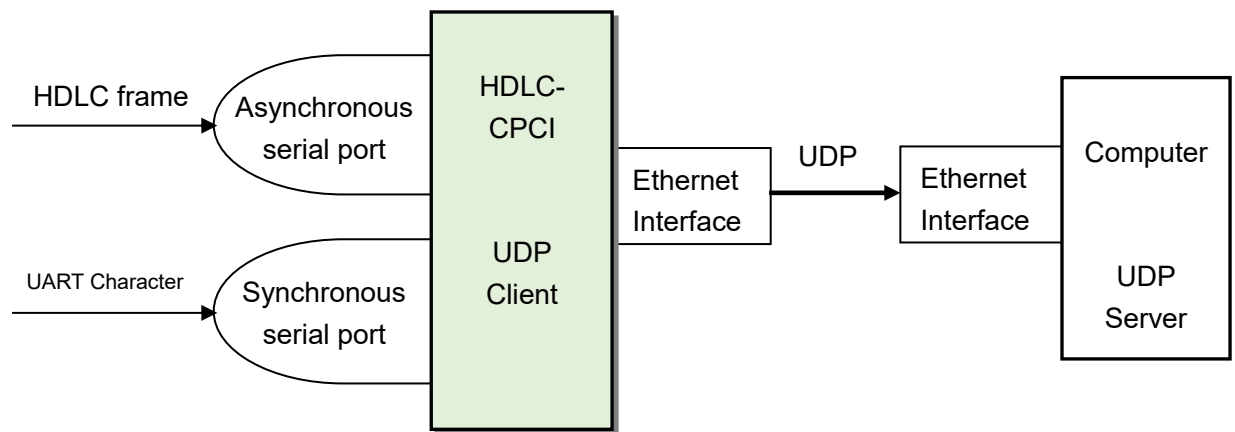 HDLC frame
Asynchronous
serial port
HDLC-
CPCI
Ethernet
Interface
UDP
Ethernet
Interface
Computer
UART Character
Synchronous
serial port
UDP
Client
UDP
Server